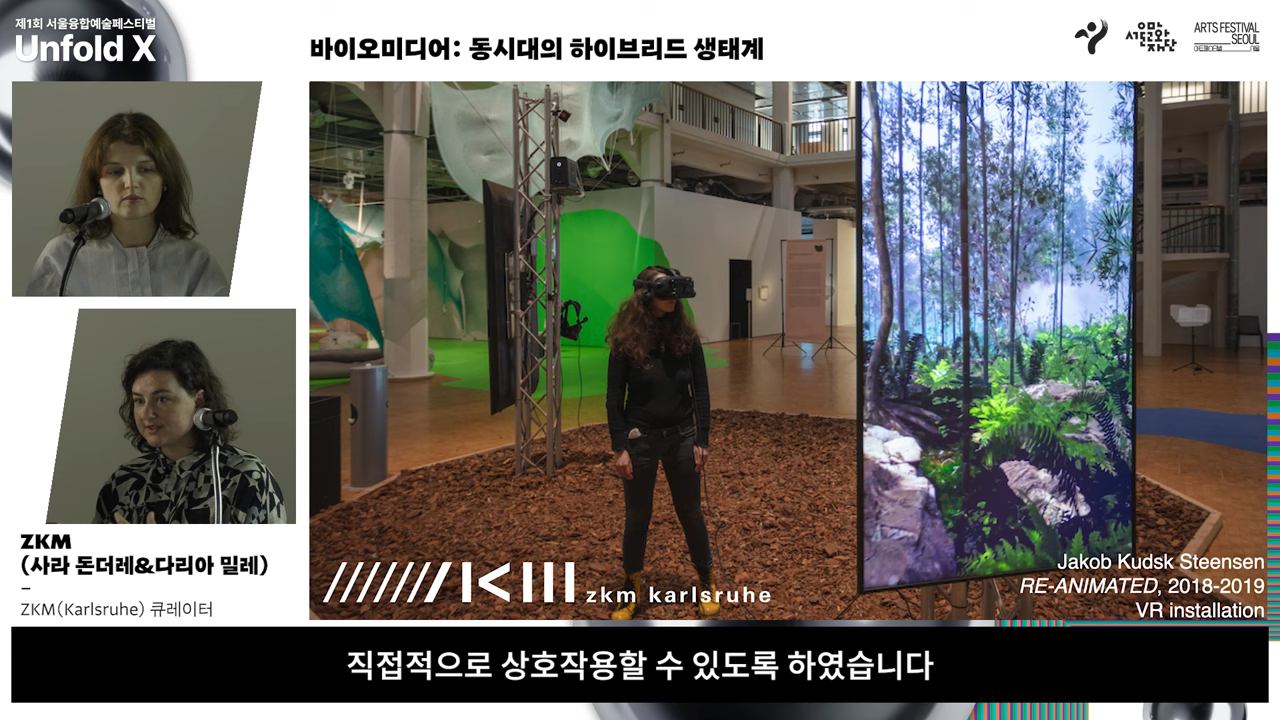 제1회 서울융합예술페스티벌
Unfold X
바이오미디어: 동시대의 하이브리드 생태계
서울문화재단
ARTS FESTIVAL
SEOUL
ZKM
(사라 돈더레&다리아 밀레)
–
ZKM(Karlsruhe) 큐레이터
zkm karlsruhe
Jakob Kudsk Steensen
RE-ANIMATED, 2018-2019
VR installation
직접적으로 상호작용할 수 있도록 하였습니다